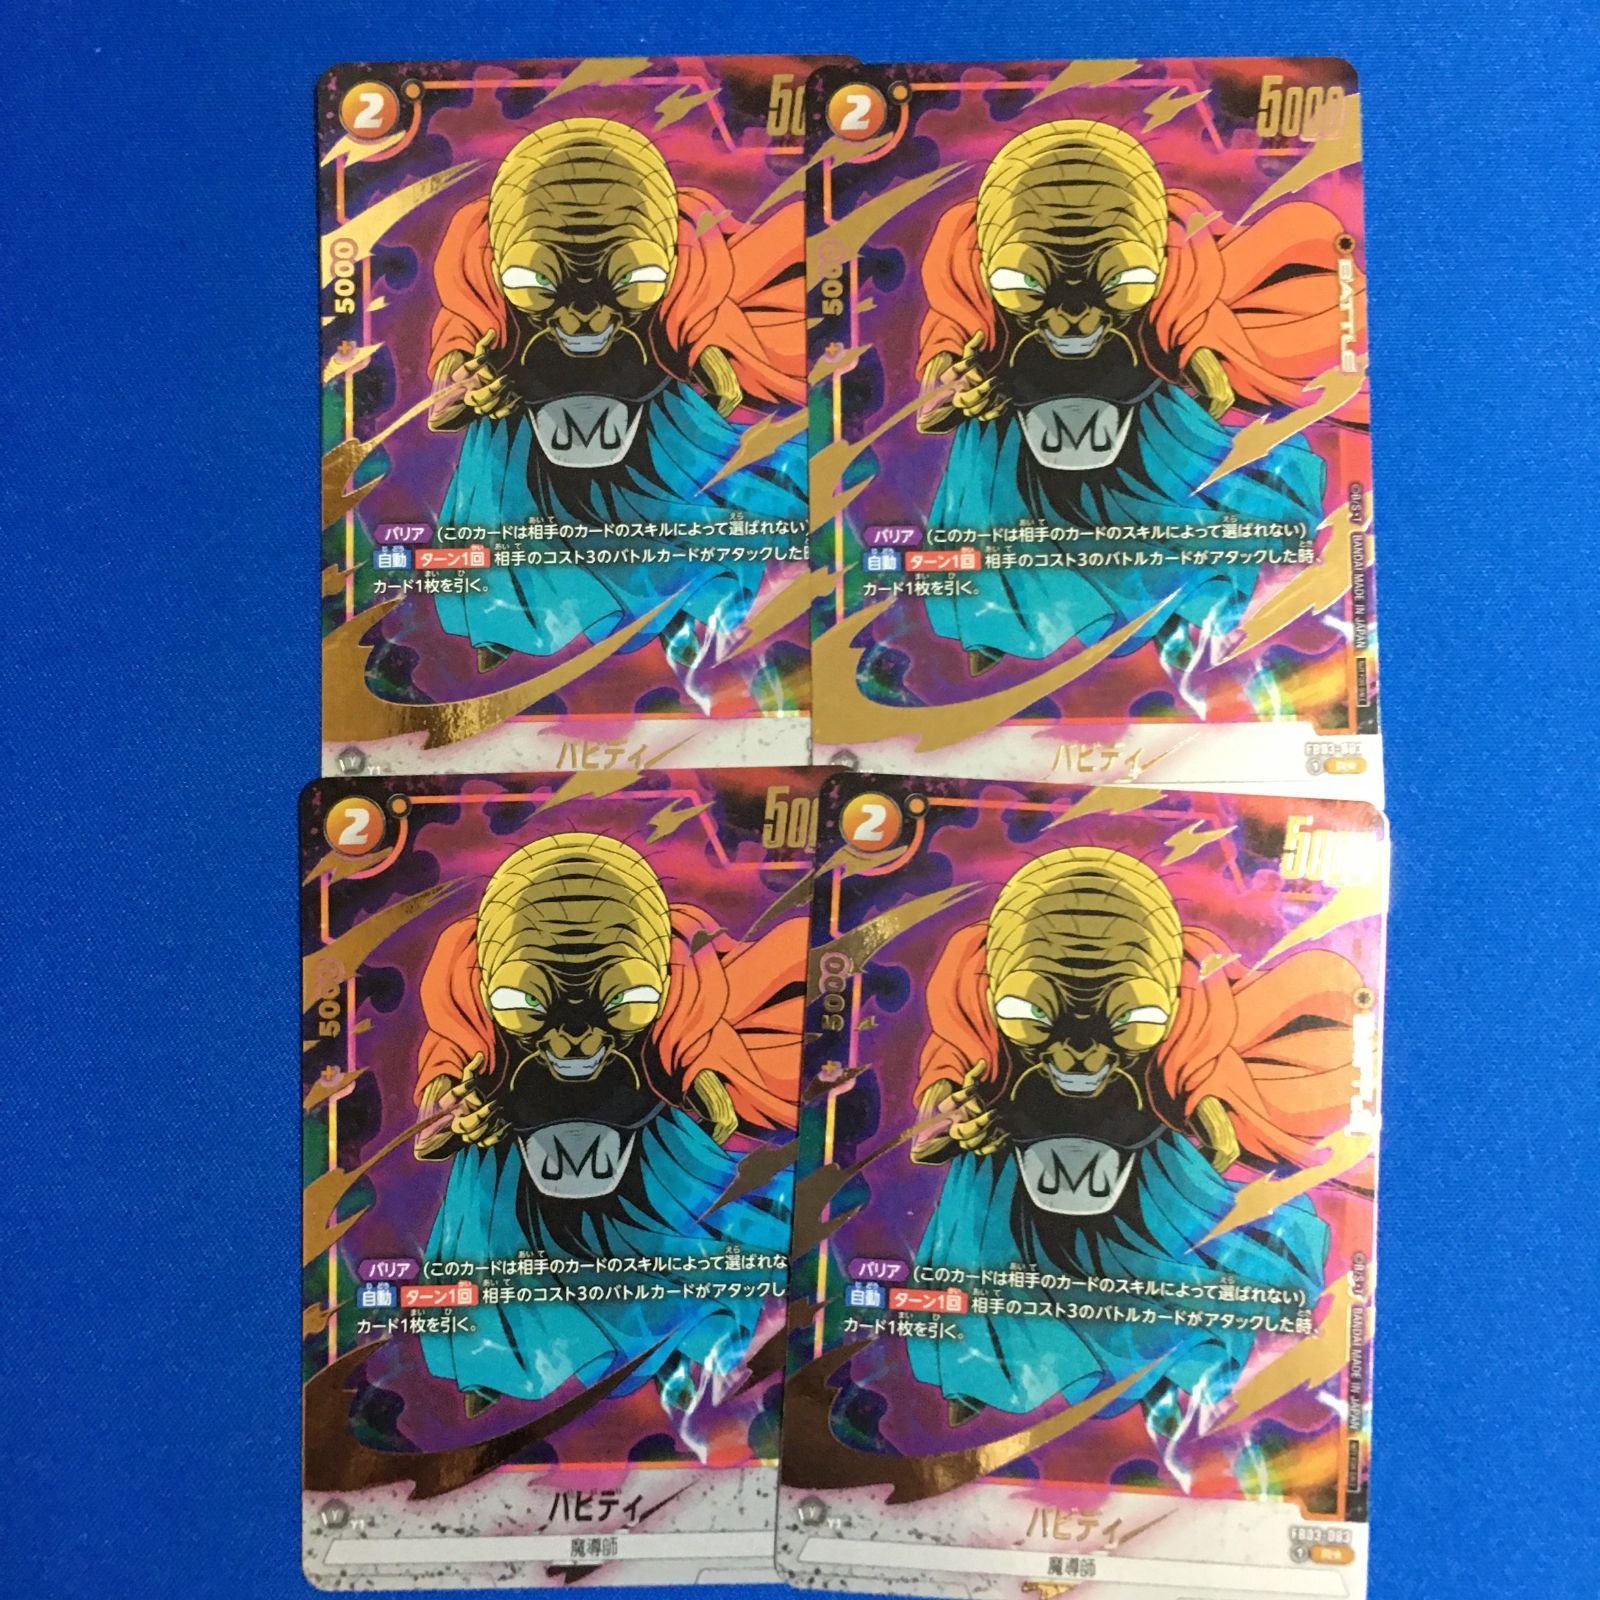 2
50
5000
+
あいて
えら
バリア (このカードは相手のカードのスキルによって選ばれない)
自動 ターン1回 相手のコスト3のバトルカードがアタックした時
カード1枚を引く。
バビディ
Y
Y1
2
5000
5000
+
BATTLE
バリア (このカードは相手のカードのスキルによって選ばれない)
自動 ターン1回 相手のコスト3のバトルカードがアタックした時、
カード1枚を引く。
BANDAI MADE IN JAPAN
バビディ
FB03-083
1 R★
2
500
5000
+
バリア (このカードは相手のカードのスキルによって選ばれな
自動 ターン1回 相手のコスト3のバトルカードがアタックし
カード1枚を引く。
バビディ
Y
Y1
魔導師
2
5000
5000
+
バリア (このカードは相手のカードのスキルによって選ばれない)
自動 ターン1回 相手のコスト3のバトルカードがアタックした時、
カード1枚を引く。
BANDAI MADE IN JAPAN
バビディ
Y
Y1
FB03-083
1 R★
魔導師